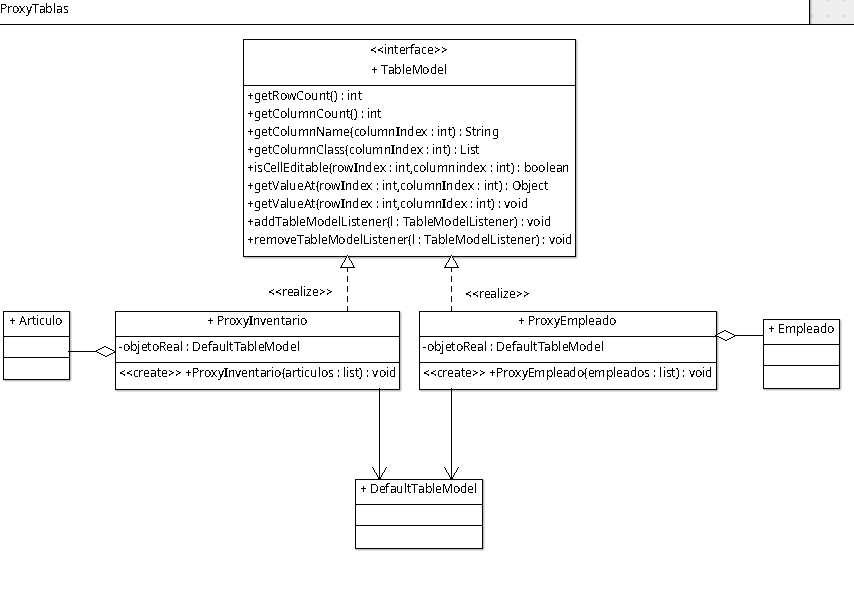 ProxyTablas
<<interface>>
+ TableModel
+getRowCount() : int
+getColumnCount() : int
+getColumnName(columnIndex : int) : String
+getColumnClass(columnIndex : int) : List
+isCellEditable(rowIndex : int,columnindex : int) : boolean
+getValueAt(rowIndex : int,columnIndex : int) : Object
+getValueAt(rowIndex : int,columnIdex : int) : void
+addTableModelListener(l : TableModelListener) : void
+removeTableModelListener(l : TableModelListener) : void
<<realize>>
<<realize>>
+ Articulo
+ ProxyInventario
-objetoReal : DefaultTableModel
<<create>> +ProxyInventario(articulos : list) : void
+ ProxyEmpleado
-objetoReal : DefaultTableModel
<<create>> +ProxyEmpleado(empleados : list) : void
+ Empleado
+ DefaultTableModel